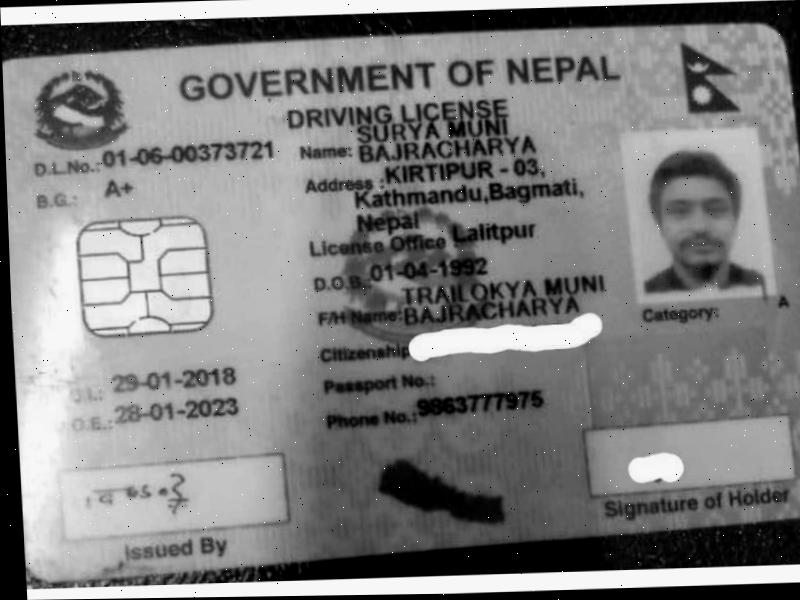 GOVERNMENT OF NEPAL
DRIVING LICENSE
D.L.No.: 01-06-00373721
B.G.: A+
Name: SURYA MUNI
BAJRACHARYA
Address : KIRTIPUR - 03,
Kathmandu,Bagmati,
Nepal
License Office Lalitpur
D.O.B.: 01-04-1992
F/H Name: TRAILOKYA MUNI
BAJRACHARYA
Citizenship
Passport No.:
Phone No.: 9863777975
Category: A
29-01-2018
D.O.E.: 28-01-2023
Issued By
Signature of Holder